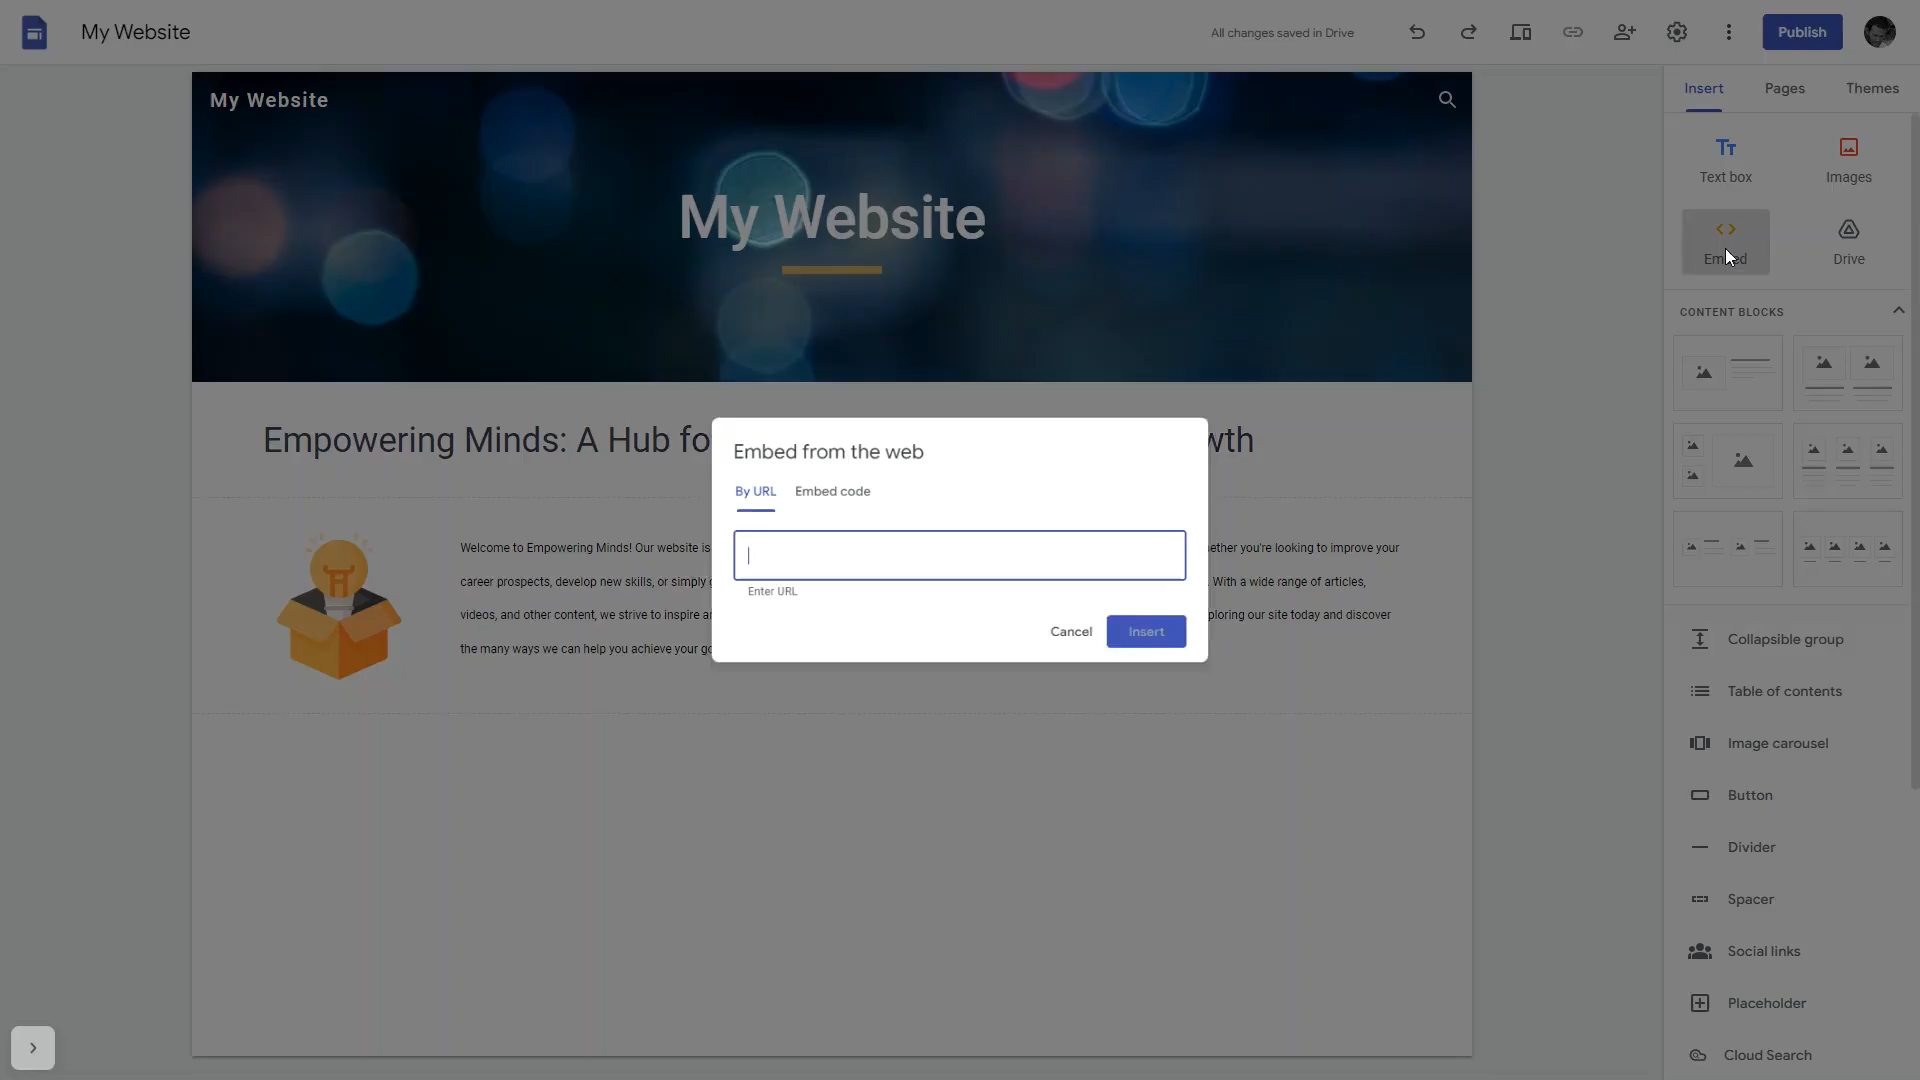 My Website
All changes saved in Drive
Publish
My Website
My Website
Empowering Minds: A Hub fo
wth
Welcome to Empowering Minds! Our website is
ether you're looking to improve your
career prospects, develop new skills, or simply
With a wide range of articles,
videos, and other content, we strive to inspire
ploring our site today and discover
the many ways we can help you achieve your
Embed from the web
By URL
Embed code
Enter URL
Cancel
Insert
Insert
Pages
Themes
Text box
Images
Embed
Drive
CONTENT BLOCKS
Collapsible group
Table of contents
Image carousel
Button
Divider
Spacer
Social links
Placeholder
Cloud Search